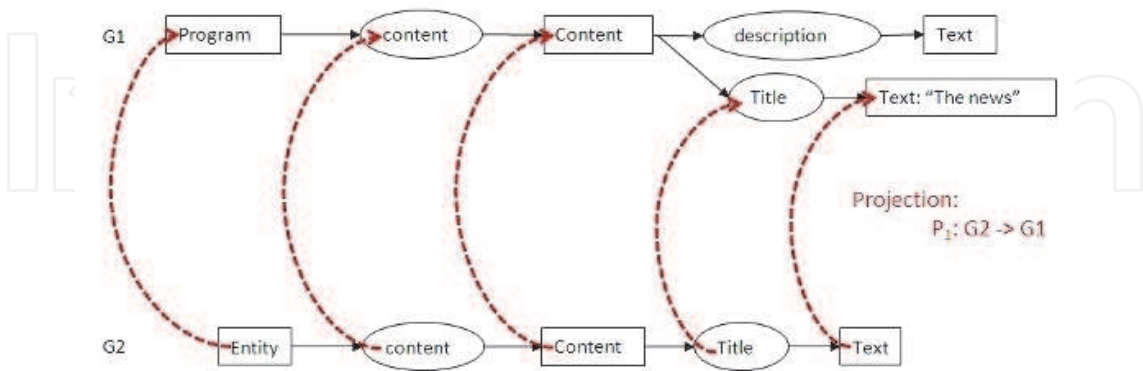 G1 Program content Content description Text
Title Text: “The news”
Projection:
P1: G2 -> G1
G2 Entity content Content Title Text